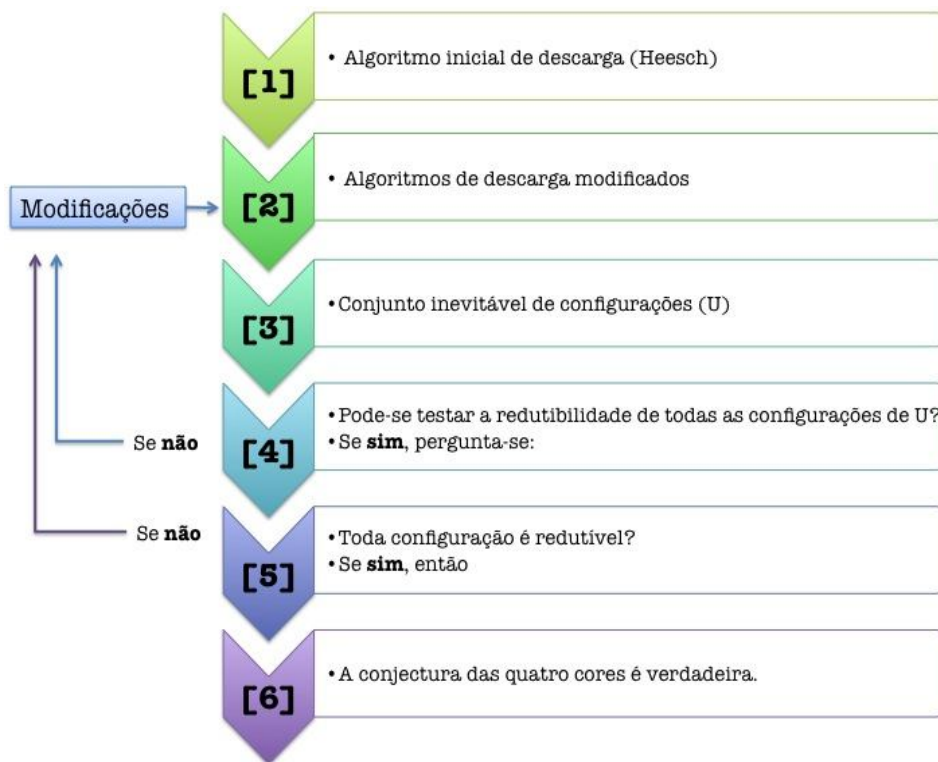 [1]
• Algoritmo inicial de descarga (Heesch)
Modificações
[2]
• Algoritmos de descarga modificados
[3]
• Conjunto inevitável de configurações (U)
Se não
[4]
• Pode-se testar a redutibilidade de todas as configurações de U?
• Se sim, pergunta-se:
Se não
[5]
• Toda configuração é redutível?
• Se sim, então
[6]
• A conjectura das quatro cores é verdadeira.